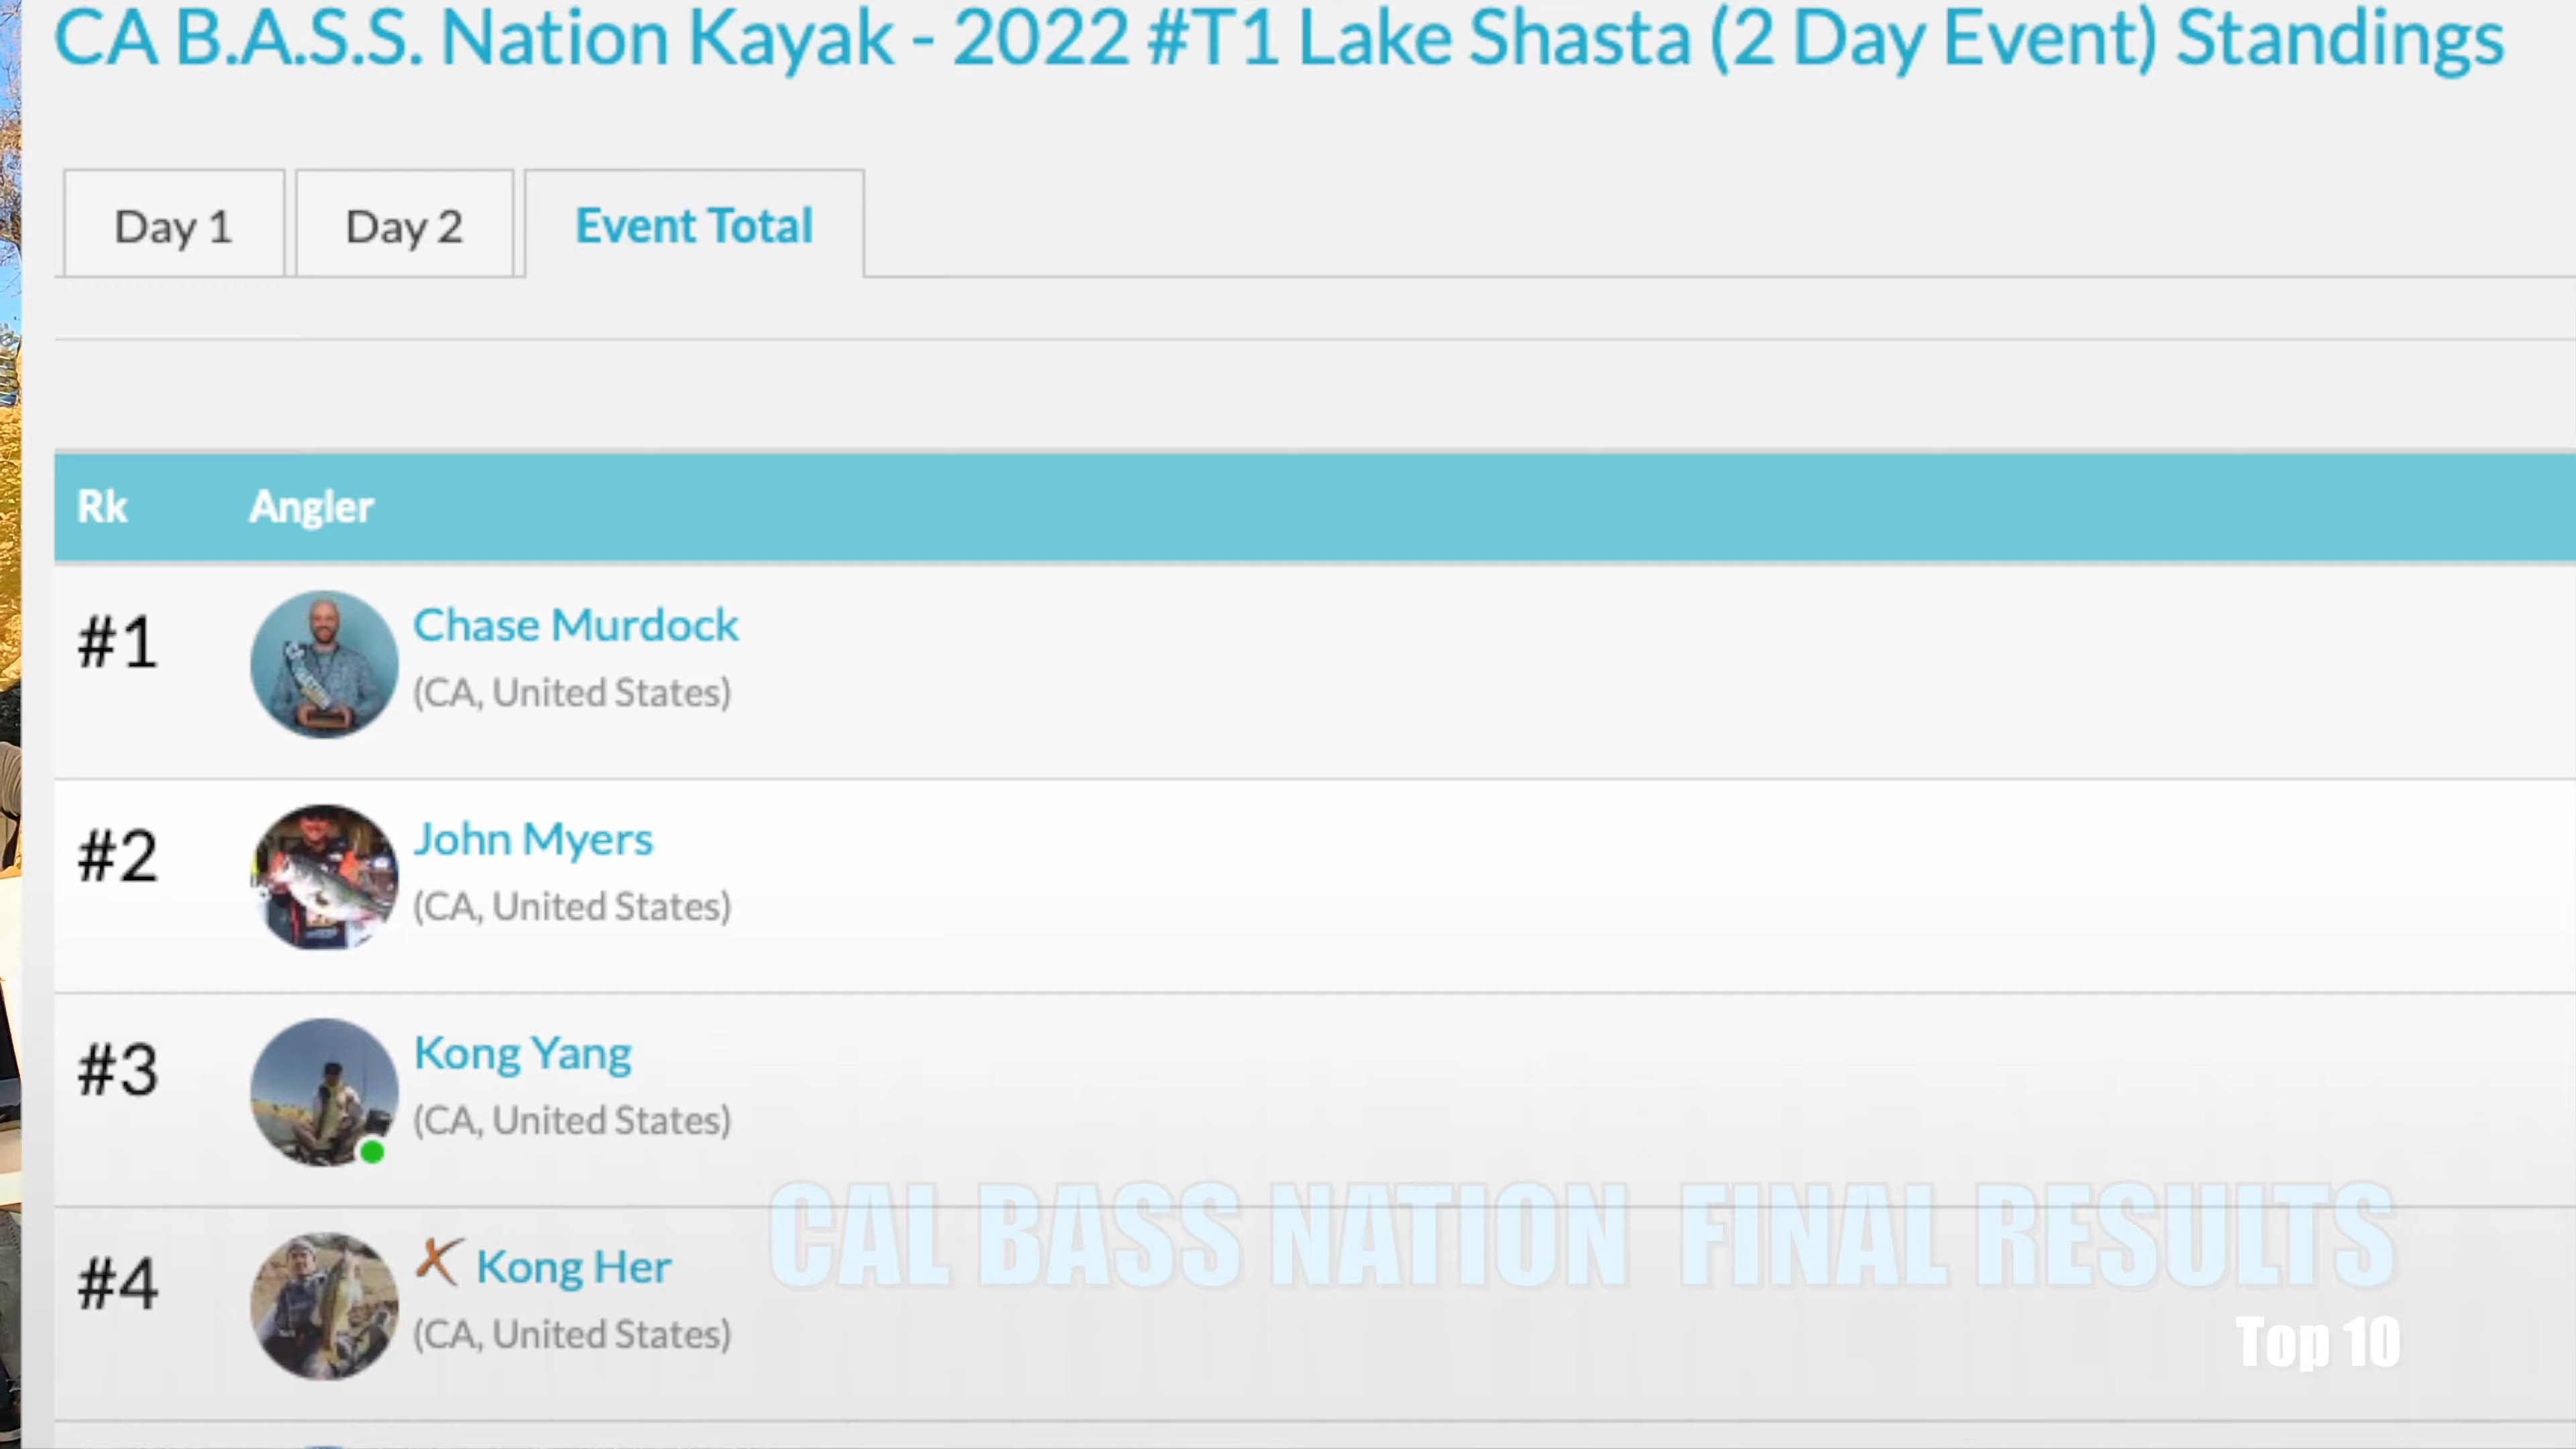 CA B.A.S.S. Nation Kayak - 2022 #T1 Lake Shasta (2 Day Event) Standings
Day 1 Day 2 Event Total
Rk Angler
#1 Chase Murdock
(CA, United States)
#2 John Myers
(CA, United States)
#3 Kong Yang
(CA, United States)
#4 Kong Her
(CA, United States)
CAL BASS NATION FINAL RESULTS
Top 10